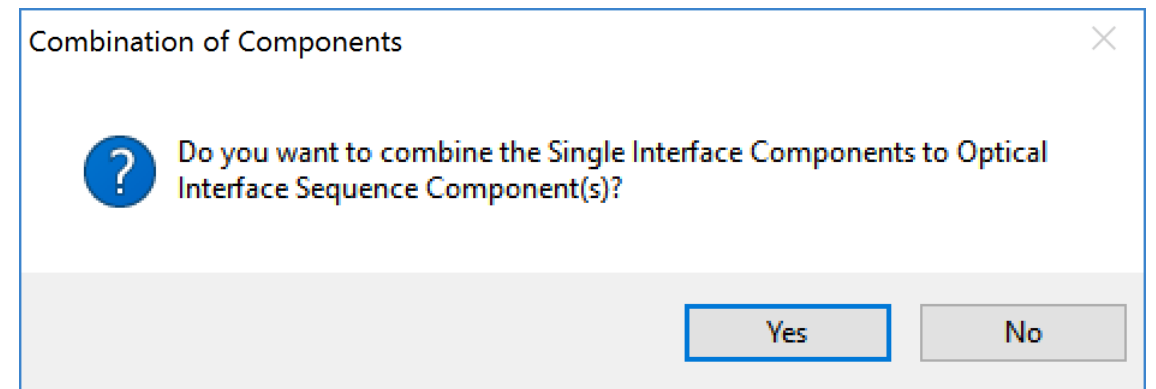 Combination of Components
Do you want to combine the Single Interface Components to Optical
Interface Sequence Component(s)?
Yes
No